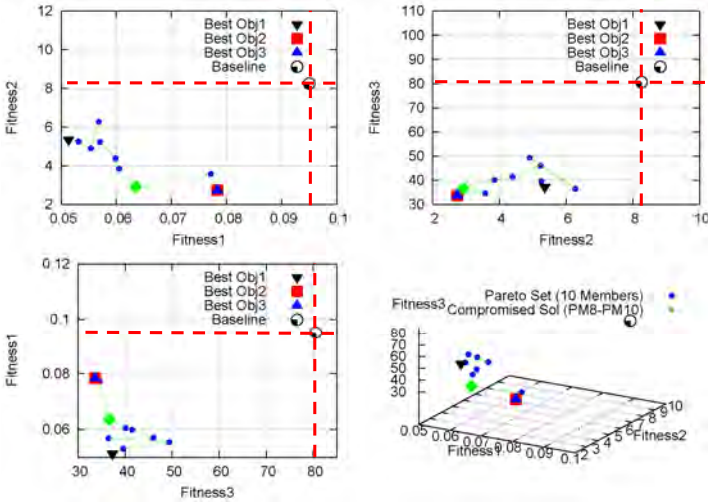 Best Obj1
Best Obj2
Best Obj3
Baseline
12
10
8
6
4
2
Fitness2
0.05 0.06 0.07 0.08 0.09 0.1
Fitness1
Best Obj1
Best Obj2
Best Obj3
Baseline
110
100
90
80
70
60
50
40
30
Fitness3
2 4 6 8 10
Fitness2
Best Obj1
Best Obj2
Best Obj3
Baseline
0.12
0.1
0.08
0.06
Fitness1
30 40 50 60 70 80
Fitness3
Pareto Set (10 Members)
Compromised Sol (PM8-PM10)
Fitness3
80
70
60
50
40
30
0.05 0.06 0.07 0.08 0.09 0.1
Fitness1
2 3 4 5 6 7 8 9 10
Fitness2